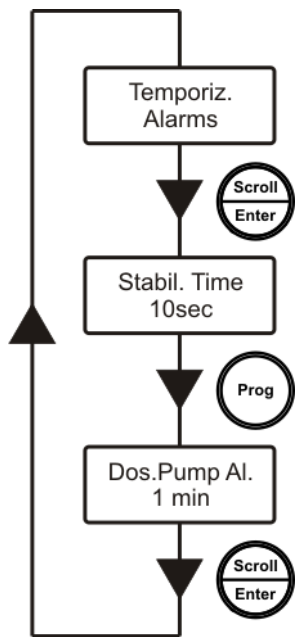 Temporiz.
Alarms
Scroll
Enter
Stabil. Time
10sec
Prog
Dos.Pump Al.
1 min
Scroll
Enter